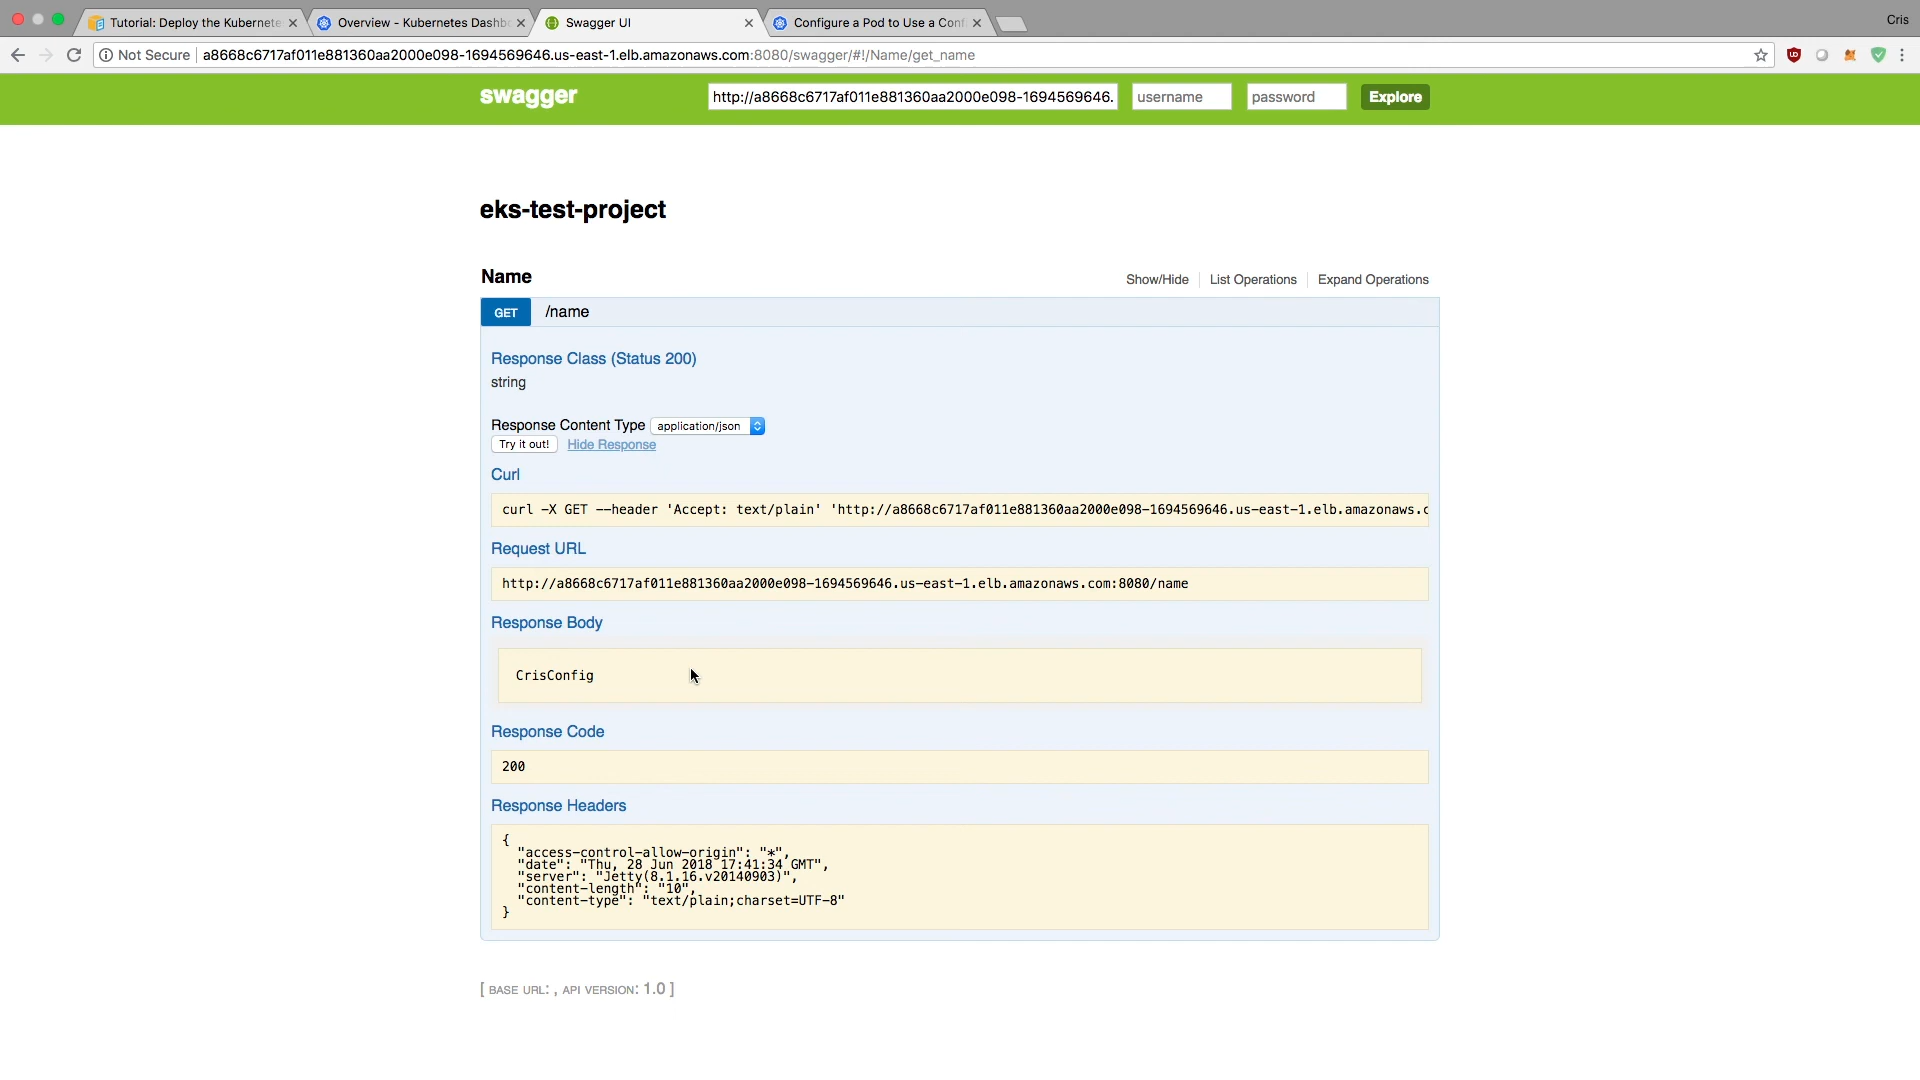 Tutorial: Deploy the Kubernete
Overview - Kubernetes Dashbo
Swagger UI
Configure a Pod to Use a Conf
Cris
Not Secure
a8668c6717af011e881360aa2000e098-1694569646.us-east-1.elb.amazonaws.com:8080/swagger/#!/Name/get_name
swagger
http://a8668c6717af011e881360aa2000e098-1694569646.
username
password
Explore
eks-test-project
Name
Show/Hide
List Operations
Expand Operations
GET
/name
Response Class (Status 200)
string
Response Content Type
application/json
Try it out!
Hide Response
Curl
curl -X GET --header 'Accept: text/plain' 'http://a8668c6717af011e881360aa2000e098-1694569646.us-east-1.elb.amazonaws.c
Request URL
http://a8668c6717af011e881360aa2000e098-1694569646.us-east-1.elb.amazonaws.com:8080/name
Response Body
CrisConfig
Response Code
200
Response Headers
{
"access-control-allow-origin": "*",
"date": "Thu, 28 Jun 2018 17:41:34 GMT",
"server": "Jetty(8.1.16.v20140903)",
"content-length": "10",
"content-type": "text/plain;charset=UTF-8"
}
[ BASE URL: , API VERSION: 1.0 ]